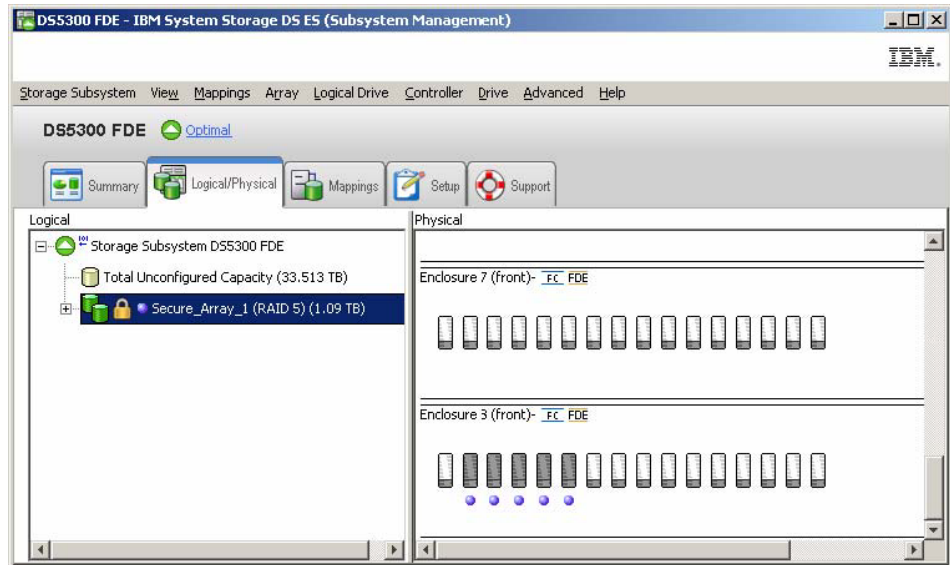 DS5300 FDE - IBM System Storage DS ES (Subsystem Management)
IBM.
Storage Subsystem View Mappings Array Logical Drive Controller Drive Advanced Help
DS5300 FDE Optimal
Summary Logical/Physical Mappings Setup Support
Logical
Storage Subsystem DS5300 FDE
Total Unconfigured Capacity (33.513 TB)
Secure_Array_1 (RAID 5) (1.09 TB)
Physical
Enclosure 7 (front)- FC FDE
Enclosure 3 (front)- FC FDE